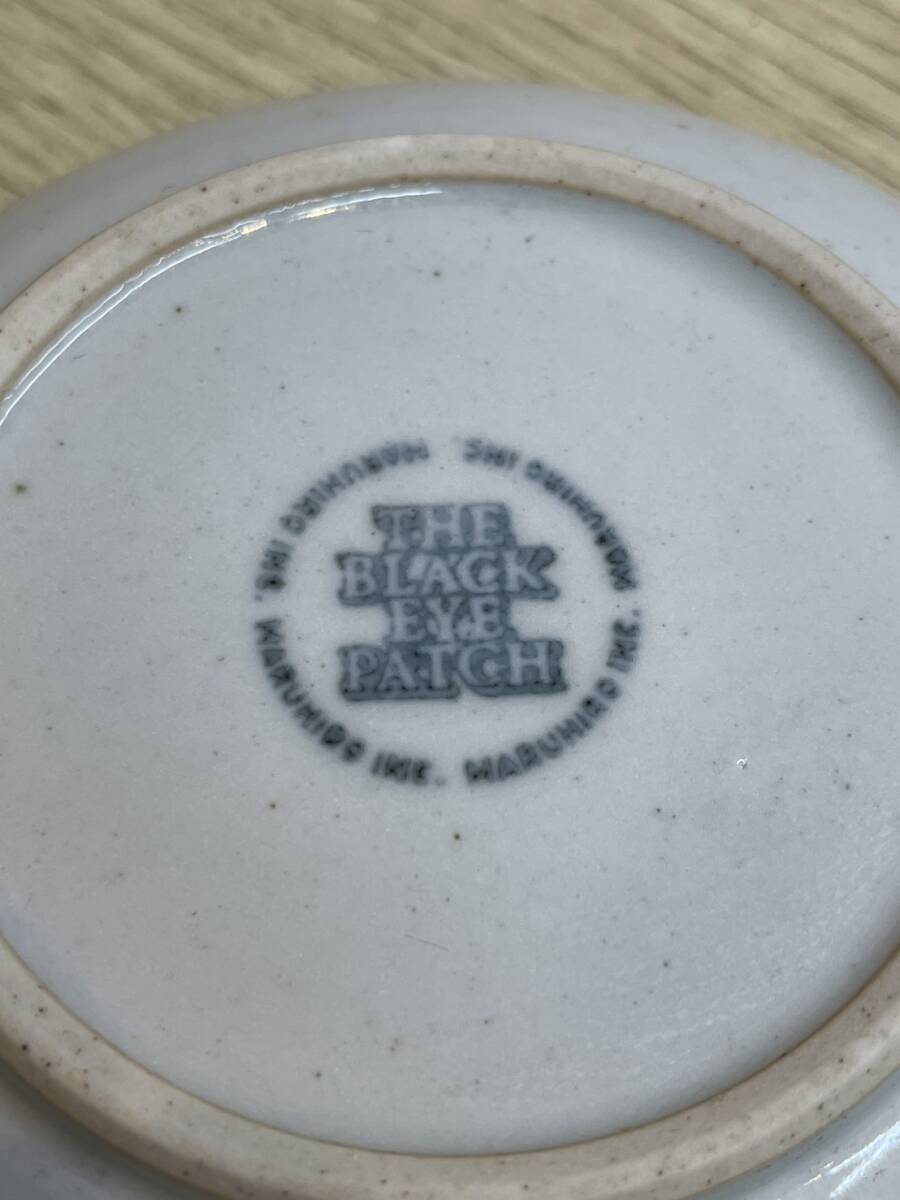 THE
BLACK
EYE
PATCH
MARUHIRO INC. MARUHIRO INC. MARUHIRO INC. MARUHIRO INC.